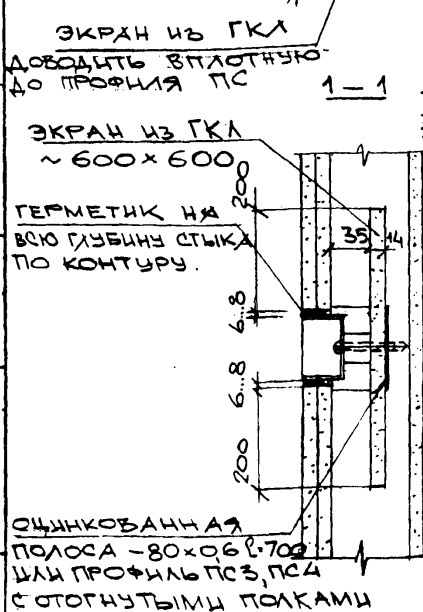 ЭКРАН ИЗ ГКЛ
ДОВОДИТЬ ВПЛОТНУЮ
ДО ПРОФИЛЯ ПС
1 — 1
ЭКРАН ИЗ ГКЛ
~ 600 × 600
200
35 14
ГЕРМЕТИК НА
ВСЮ ГЛУБИНУ СТЫКА
ПО КОНТУРУ.
6...8
6...8
200
ОЦИНКОВАННАЯ
ПОЛОСА -80×0,6 ℓ-700
ИЛИ ПРОФИЛЬ ПС3, ПС4
С ОТОГНУТЫМИ ПОЛКАМИ